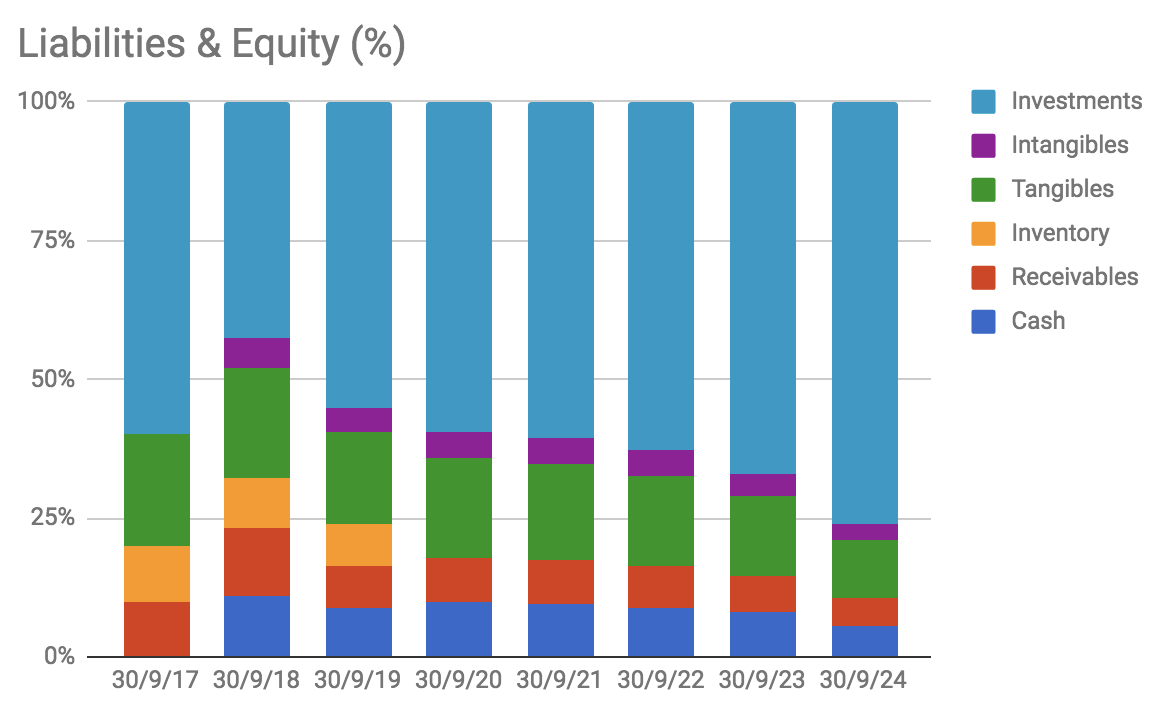 Liabilities & Equity (%)
100%
75%
50%
25%
0%
30/9/17 30/9/18 30/9/19 30/9/20 30/9/21 30/9/22 30/9/23 30/9/24
Investments
Intangibles
Tangibles
Inventory
Receivables
Cash